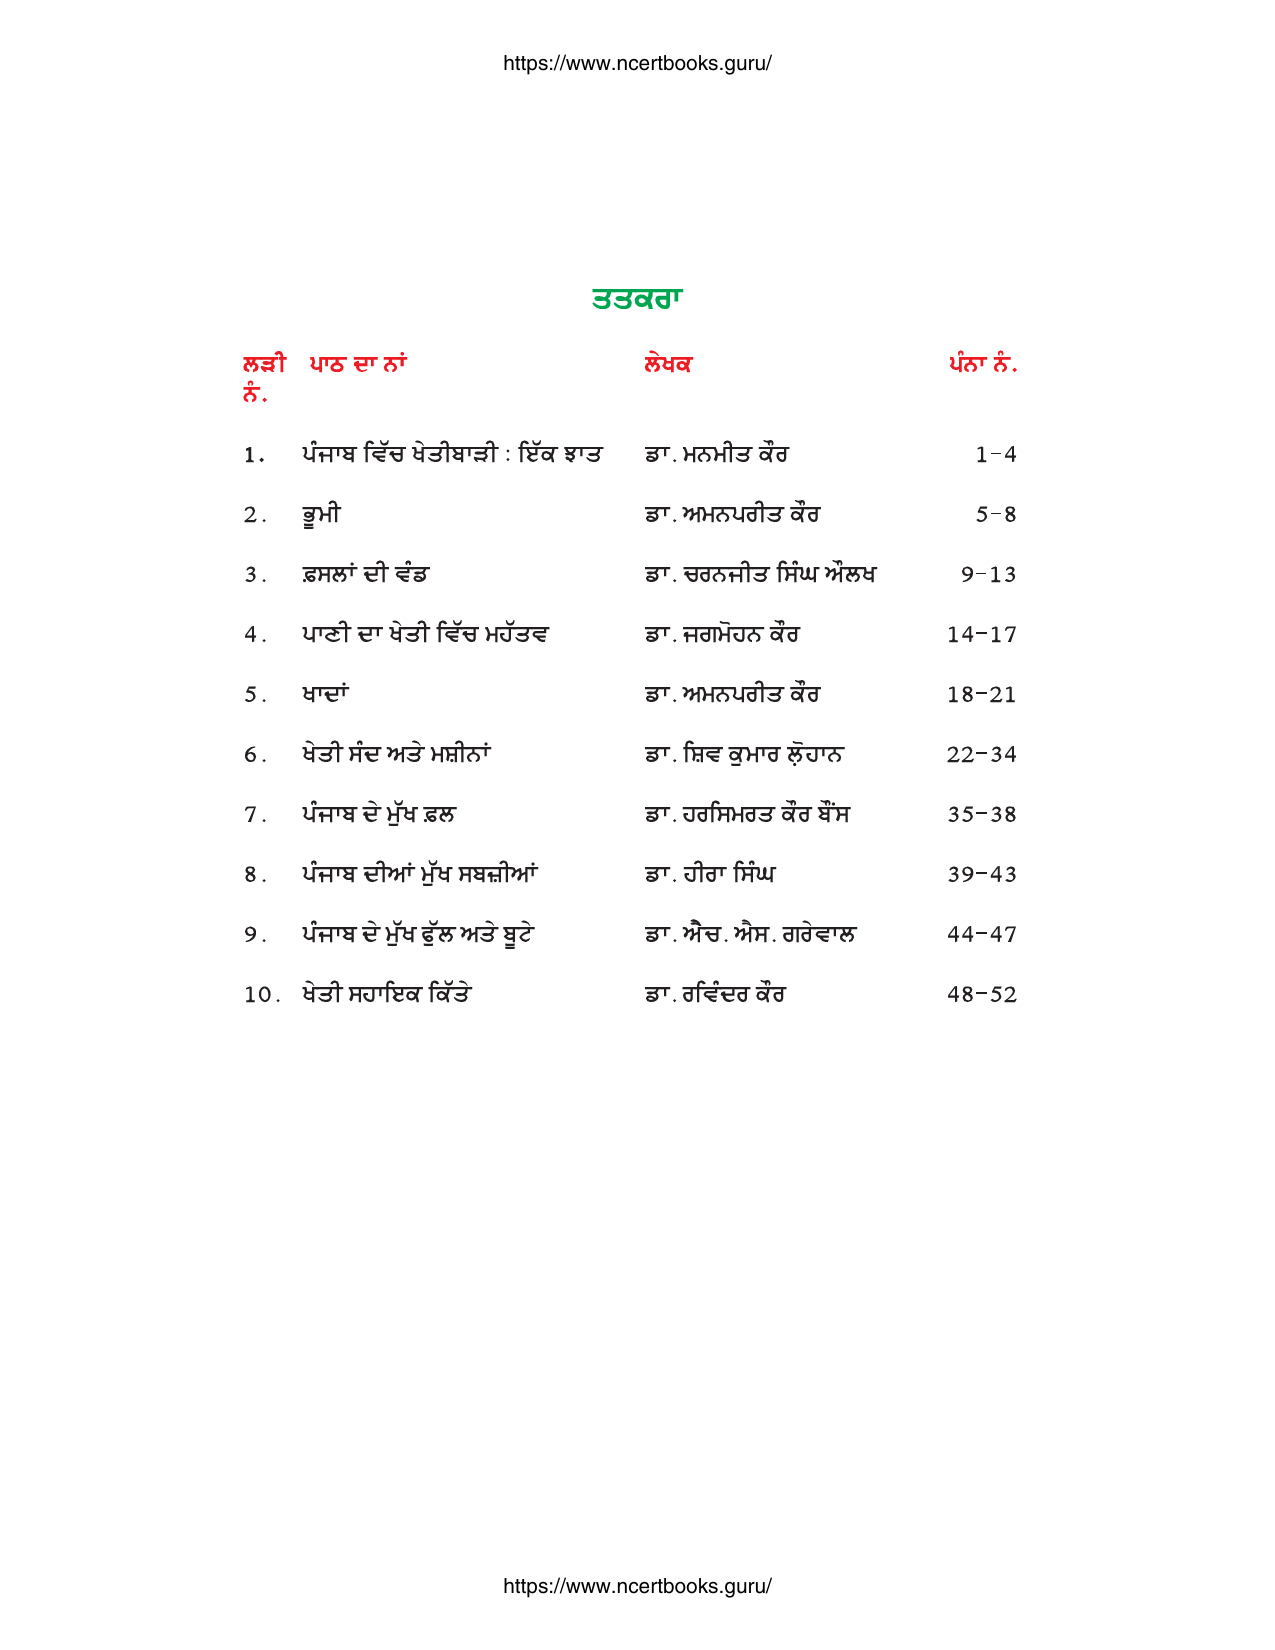 https://www.ncertbooks.guru/
ਤਤਕਰਾ
ਲੜੀ ਪਾਠ ਦਾ ਨਾਂ ਲੇਖਕ ਪੰਨਾ ਨੰ.
ਨੰ.
1. ਪੰਜਾਬ ਵਿੱਚ ਖੇਤੀਬਾੜੀ : ਇੱਕ ਝਾਤ ਡਾ. ਮਨਮੀਤ ਕੌਰ 1-4
2. ਭੂਮੀ ਡਾ. ਅਮਨਪਰੀਤ ਕੌਰ 5-8
3. ਫ਼ਸਲਾਂ ਦੀ ਵੰਡ ਡਾ. ਚਰਨਜੀਤ ਸਿੰਘ ਔਲਖ 9-13
4. ਪਾਣੀ ਦਾ ਖੇਤੀ ਵਿੱਚ ਮਹੱਤਵ ਡਾ. ਜਗਮੋਹਨ ਕੌਰ 14-17
5. ਖਾਦਾਂ ਡਾ. ਅਮਨਪਰੀਤ ਕੌਰ 18-21
6. ਖੇਤੀ ਸੰਦ ਅਤੇ ਮਸ਼ੀਨਾਂ ਡਾ. ਸ਼ਿਵ ਕੁਮਾਰ ਲੋ਼ਹਾਨ 22-34
7. ਪੰਜਾਬ ਦੇ ਮੁੱਖ ਫ਼ਲ ਡਾ. ਹਰਸਿਮਰਤ ਕੌਰ ਬੌਂਸ 35-38
8. ਪੰਜਾਬ ਦੀਆਂ ਮੁੱਖ ਸਬਜ਼ੀਆਂ ਡਾ. ਹੀਰਾ ਸਿੰਘ 39-43
9. ਪੰਜਾਬ ਦੇ ਮੁੱਖ ਫੁੱਲ ਅਤੇ ਬੂਟੇ ਡਾ. ਐਚ. ਐਸ. ਗਰੇਵਾਲ 44-47
10. ਖੇਤੀ ਸਹਾਇਕ ਕਿੱਤੇ ਡਾ. ਰਵਿੰਦਰ ਕੌਰ 48-52
https://www.ncertbooks.guru/